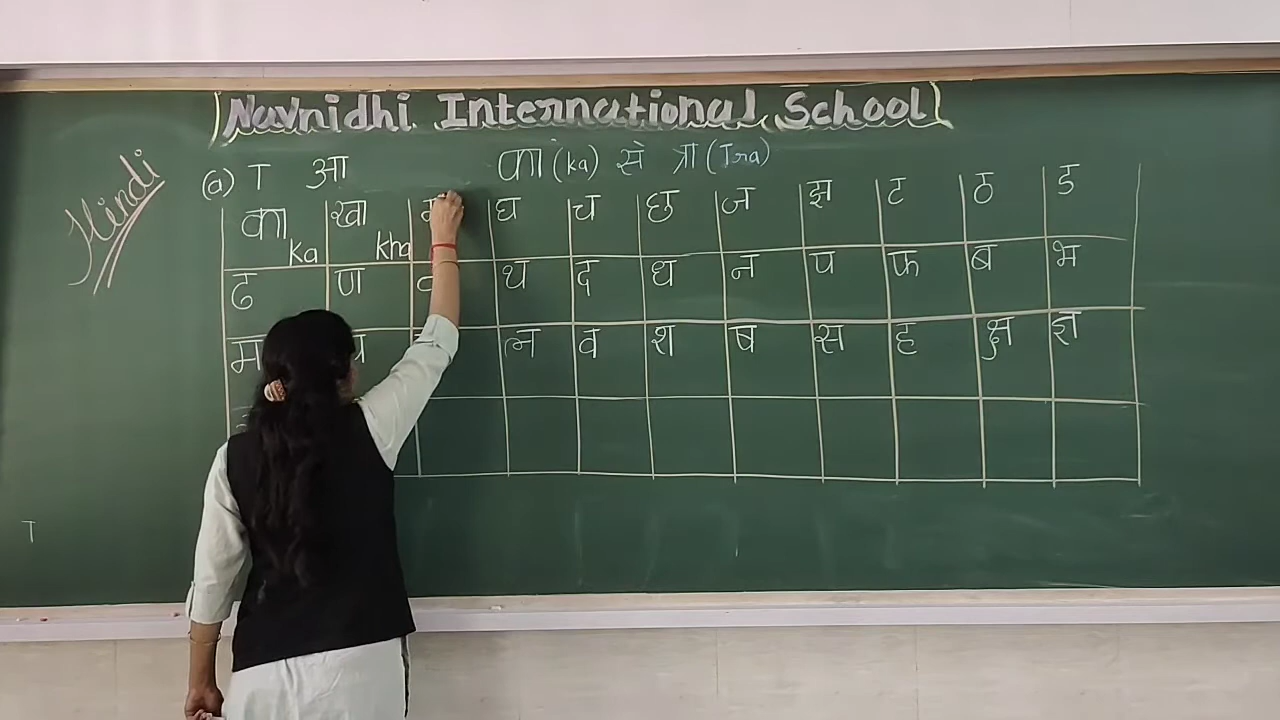 Navnidhi International School
Hindi
(a) ा आ का (ka) से त्रा (Tra)
का ka खा kha घ च छ ज झ ट ठ ड
ढ ण थ द ध न प फ ब भ
म ल व श ष स ह क्ष ज्ञ
ा